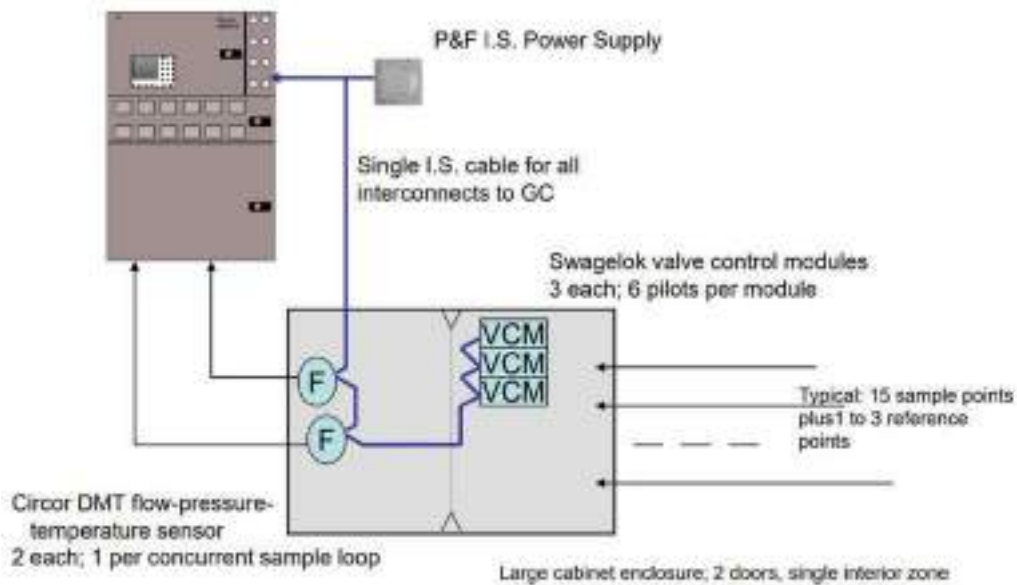 P&F I.S. Power Supply
Single I.S. cable for all
interconnects to GC
Swagelok valve control modules
3 each; 6 pilots per module
VCM
VCM
VCM
F
F
Typical: 15 sample points
plus1 to 3 reference
points
Circor DMT flow-pressure-
temperature sensor
2 each; 1 per concurrent sample loop
Large cabinet enclosure; 2 doors, single interior zone